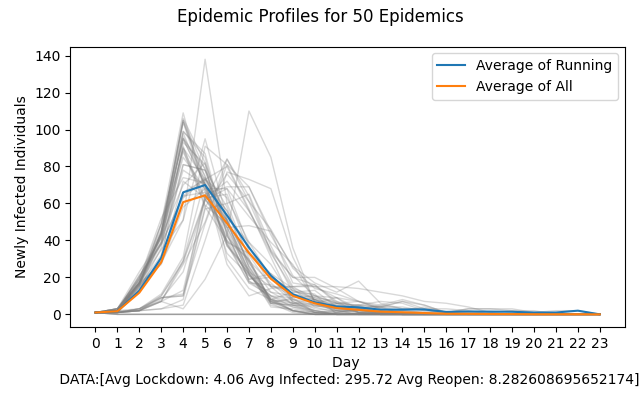 Epidemic Profiles for 50 Epidemics
Newly Infected Individuals
140
120
100
80
60
40
20
0
Average of Running
Average of All
0 1 2 3 4 5 6 7 8 9 10 11 12 13 14 15 16 17 18 19 20 21 22 23
Day
DATA:[Avg Lockdown: 4.06 Avg Infected: 295.72 Avg Reopen: 8.282608695652174]